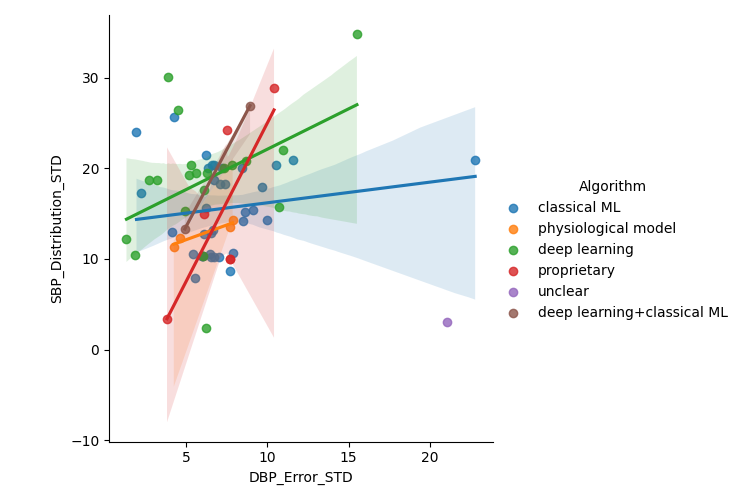 30
20
10
0
−10
5
10
15
20
SBP_Distribution_STD
DBP_Error_STD
Algorithm
classical ML
physiological model
deep learning
proprietary
unclear
deep learning+classical ML